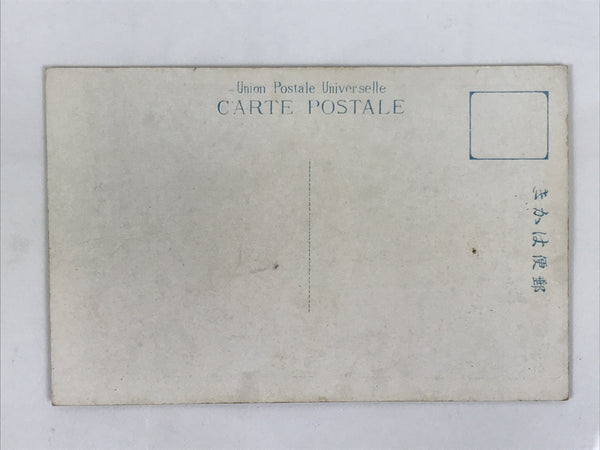 Union Postale Universelle
CARTE POSTALE
郵便はかき